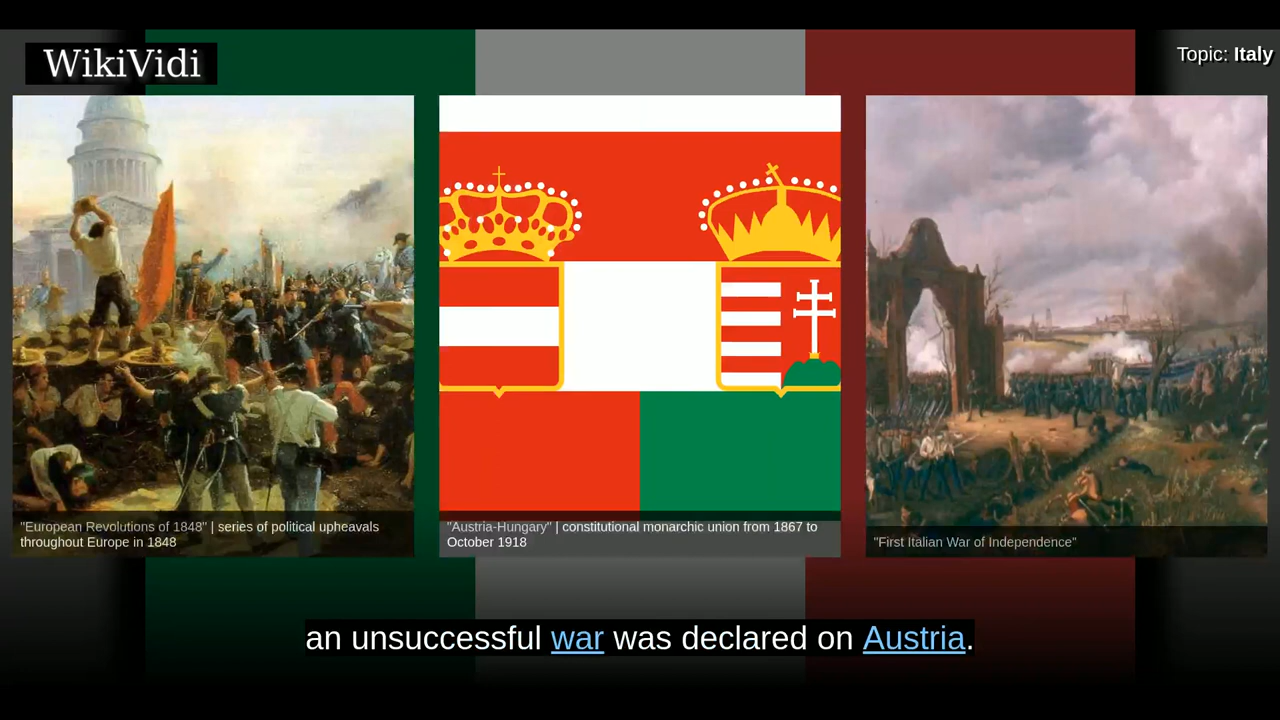 WikiVidi
Topic: Italy
"European Revolutions of 1848" | series of political upheavals
throughout Europe in 1848
"Austria-Hungary" | constitutional monarchic union from 1867 to
October 1918
"First Italian War of Independence"
an unsuccessful war was declared on Austria.